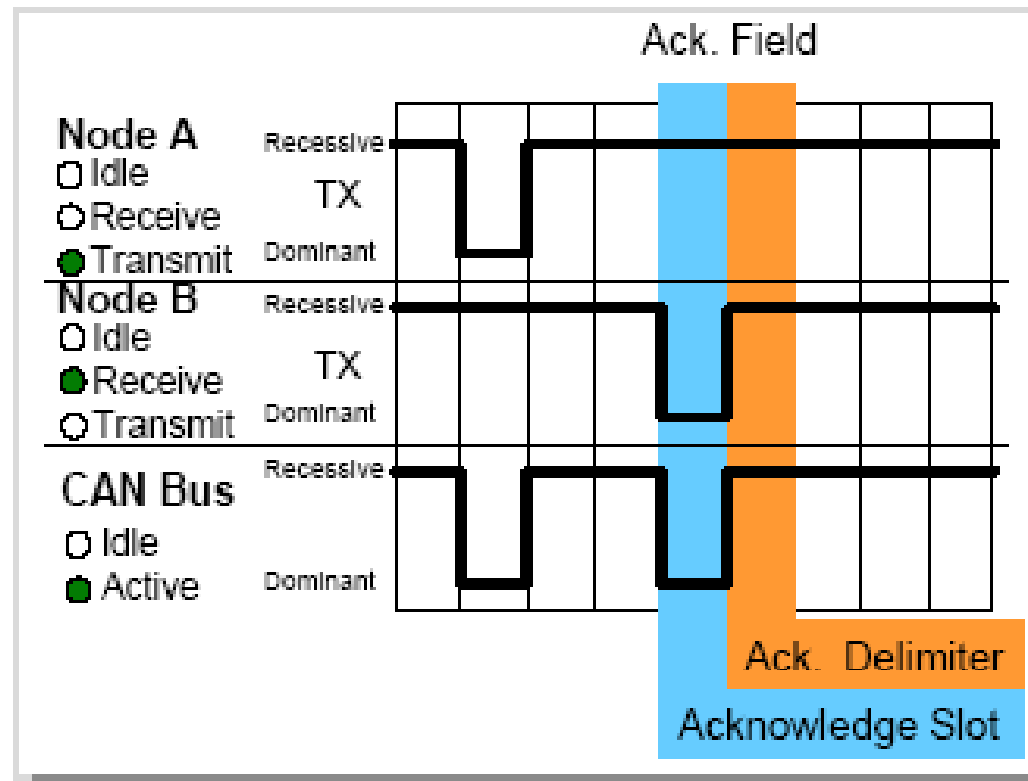 Ack. Field
Node A
Idle
Receive
Transmit
Recessive
TX
Dominant
Node B
Idle
Receive
Transmit
Recessive
TX
Dominant
CAN Bus
Idle
Active
Recessive
Dominant
Ack. Delimiter
Acknowledge Slot